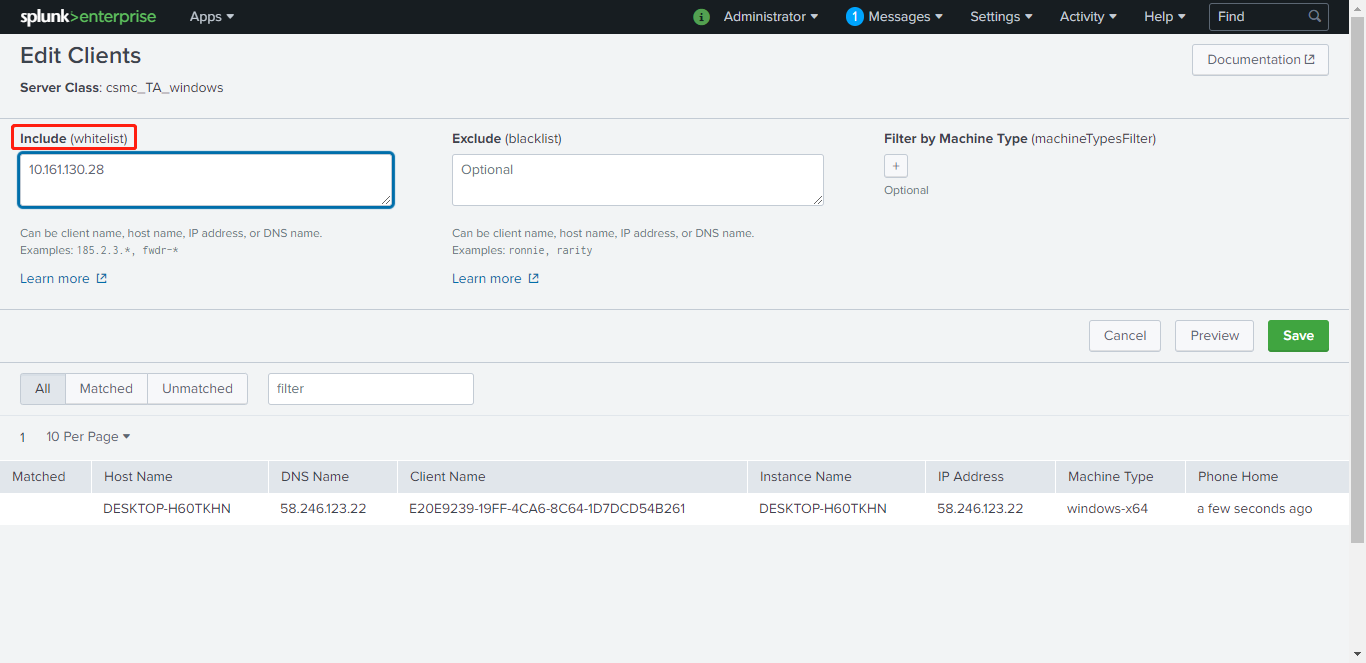 splunk>enterprise Apps i Administrator 1 Messages Settings Activity Help Find
Edit Clients
Documentation
Server Class: csmc_TA_windows
Include (whitelist)
10.161.130.28
Can be client name, host name, IP address, or DNS name.
Examples: 185.2.3.*, fwdr-*
Learn more
Exclude (blacklist)
Optional
Can be client name, host name, IP address, or DNS name.
Examples: ronnie, rarity
Learn more
Filter by Machine Type (machineTypesFilter)
+
Optional
Cancel Preview Save
All Matched Unmatched filter
1 10 Per Page
Matched Host Name DNS Name Client Name Instance Name IP Address Machine Type Phone Home
DESKTOP-H60TKHN 58.246.123.22 E20E9239-19FF-4CA6-8C64-1D7DCD54B261 DESKTOP-H60TKHN 58.246.123.22 windows-x64 a few seconds ago